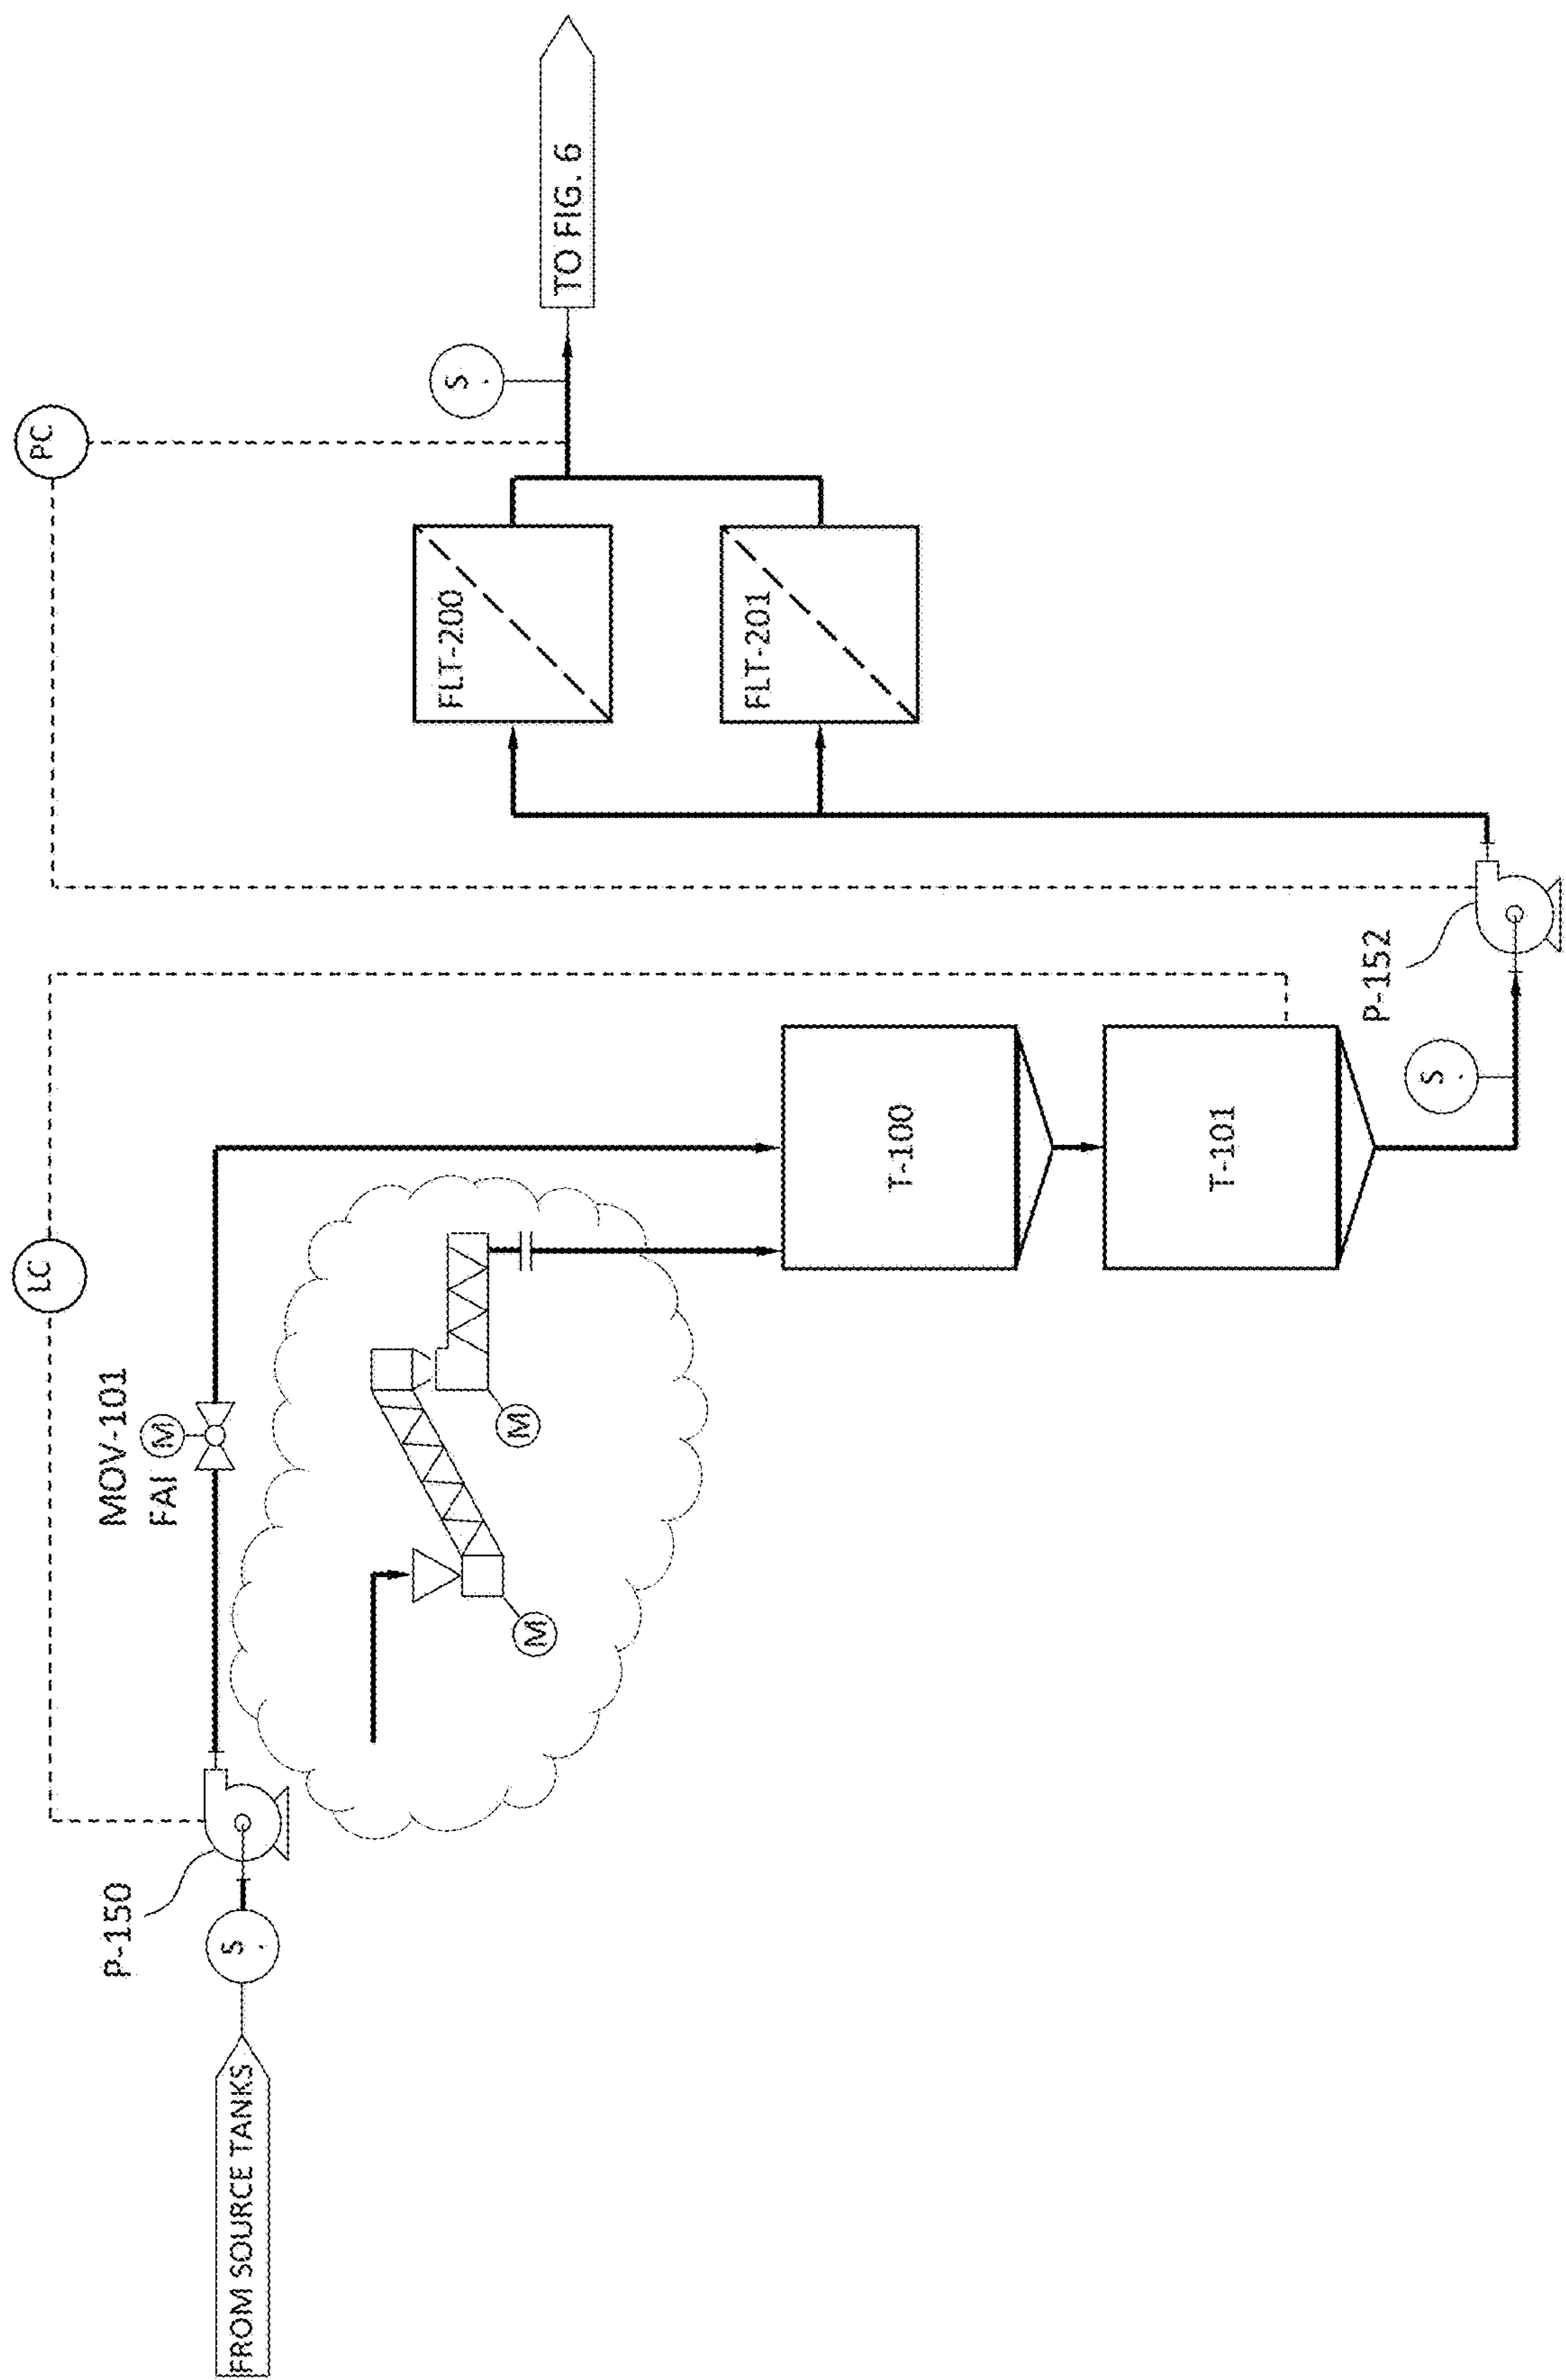 FROM SOURCE TANKS
S
P-150
LC
MOV-101
FAI
M
M
M
T-100
T-101
S
P-152
FLT-200
FLT-201
PC
S
TO FIG. 6